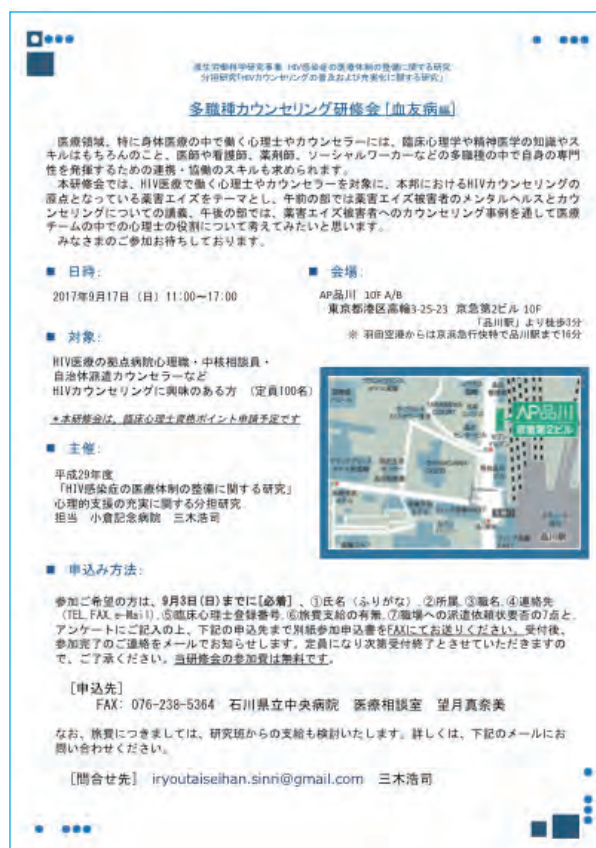 厚生労働科学研究事業 HIV感染症の医療体制の整備に関する研究
分担研究「HIVカウンセリングの普及および充実化に関する研究」
多職種カウンセリング研修会［血友病編］
医療領域、特に身体医療の中で働く心理士やカウンセラーには、臨床心理学や精神医学の知識やス
キルはもちろんのこと、医師や看護師、薬剤師、ソーシャルワーカーなどの多職種の中で自身の専門
性を発揮するための連携・協働のスキルも求められます。
本研修会では、HIV医療で働く心理士やカウンセラーを対象に、本邦におけるHIVカウンセリングの
原点となっている薬害エイズをテーマとし、午前の部では薬害エイズ被害者のメンタルヘルスとカウ
ンセリングについての講義、午後の部では、薬害エイズ被害者へのカウンセリング事例を通して医療
チームの中での心理士の役割について考えてみたいと思います。
みなさまのご参加お待ちしております。
■ 日時:
2017年9月17日（日）11:00～17:00
■ 会場:
AP品川 10F A/B
東京都港区高輪3-25-23 京急第2ビル 10F
「品川駅」より徒歩3分
※ 羽田空港からは京浜急行快特で品川駅まで16分
■ 対象:
HIV医療の拠点病院心理職・中核相談員・
自治体派遣カウンセラーなど
HIVカウンセリングに興味のある方 （定員100名）
＊本研修会は、臨床心理士資格ポイント申請予定です
AP品川
京急第2ビル
品川駅
■ 主催:
平成29年度
「HIV感染症の医療体制の整備に関する研究」
心理的支援の充実に関する分担研究
担当 小倉記念病院 三木浩司
■ 申込み方法:
参加ご希望の方は、9月3日(日)までに[必着]、①氏名（ふりがな）②所属、③職名、④連絡先
（TEL,FAX,e-Mail）、⑤臨床心理士登録番号、⑥旅費支給の有無、⑦職場への派遣依頼状要否の7点と、
アンケートにご記入の上、下記の申込先まで別紙参加申込書をFAXにてお送りください。受付後、
参加完了のご連絡をメールでお知らせします。定員になり次第受付終了とさせていただきますの
で、ご了承ください。当研修会の参加費は無料です。
［申込先］
FAX: 076-238-5364 石川県立中央病院 医療相談室 望月真奈美
なお、旅費につきましては、研究班からの支給も検討いたします。詳しくは、下記のメールにお
問い合わせください。
［問合せ先］ iryoutaiseihan.sinri@gmail.com 三木浩司